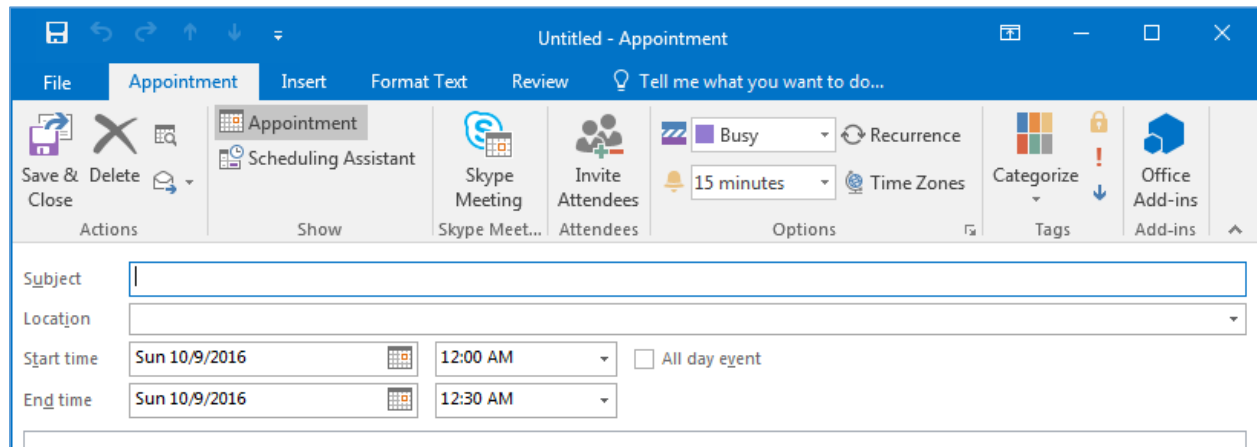 Untitled - Appointment
File Appointment Insert Format Text Review Tell me what you want to do...
Save & Close
Delete
Actions
Appointment
Scheduling Assistant
Show
Skype Meeting
Skype Meet...
Invite Attendees
Attendees
Busy
Recurrence
15 minutes
Time Zones
Options
Categorize
Tags
Office Add-ins
Add-ins
Subject
Location
Start time Sun 10/9/2016 12:00 AM All day event
End time Sun 10/9/2016 12:30 AM